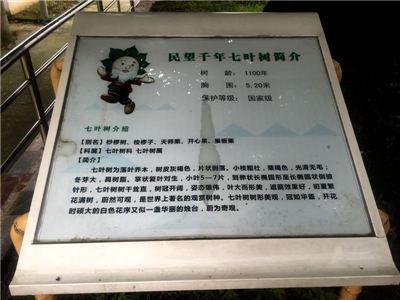 民望千年七叶树简介
树 龄：1100年
胸 围：5.20米
保护等级：国家级
七叶树介绍
【别名】桫椤树、梭椤子、天师栗、开心果、猴板栗
【科属】七叶树科 七叶树属
【简介】
七叶树为落叶乔木，树皮灰褐色，片状剥落。小枝粗壮，栗褐色，光滑无毛；
冬芽大，具树脂。掌状复叶对生，小叶5—7片，倒卵状长椭圆形至长椭圆状倒披
针形，七叶树树干耸直，树冠开阔，姿态雄伟，叶大而形美，遮荫效果好，初夏繁
花满树，蔚然可观，是世界上著名的观赏树种。七叶树树形美观，冠如华盖，开花
时硕大的白色花序又似一盏华丽的烛台，蔚为奇观。